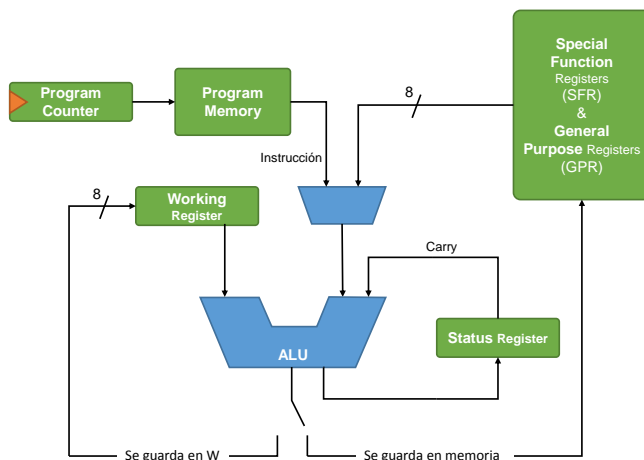 Special
Function
Registers
(SFR)
&
General
Purpose Registers
(GPR)
Program
Counter
Program
Memory
8
Instrucción
8
Working
Register
Carry
Status Register
ALU
Se guarda en W
Se guarda en memoria